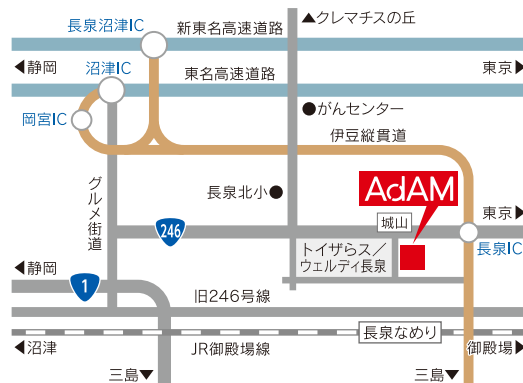 ▲クレマチスの丘
長泉沼津IC
新東名高速道路
◀静岡
東京▶
沼津IC
東名高速道路
岡宮IC
●がんセンター
伊豆縦貫道
グルメ街道
長泉北小●
AdAM
城山
東京▶
246
長泉IC
トイザらス/
ウェルディ長泉
◀静岡
1
旧246号線
長泉なめり
◀沼津
JR御殿場線
御殿場▶
三島▼
三島▼